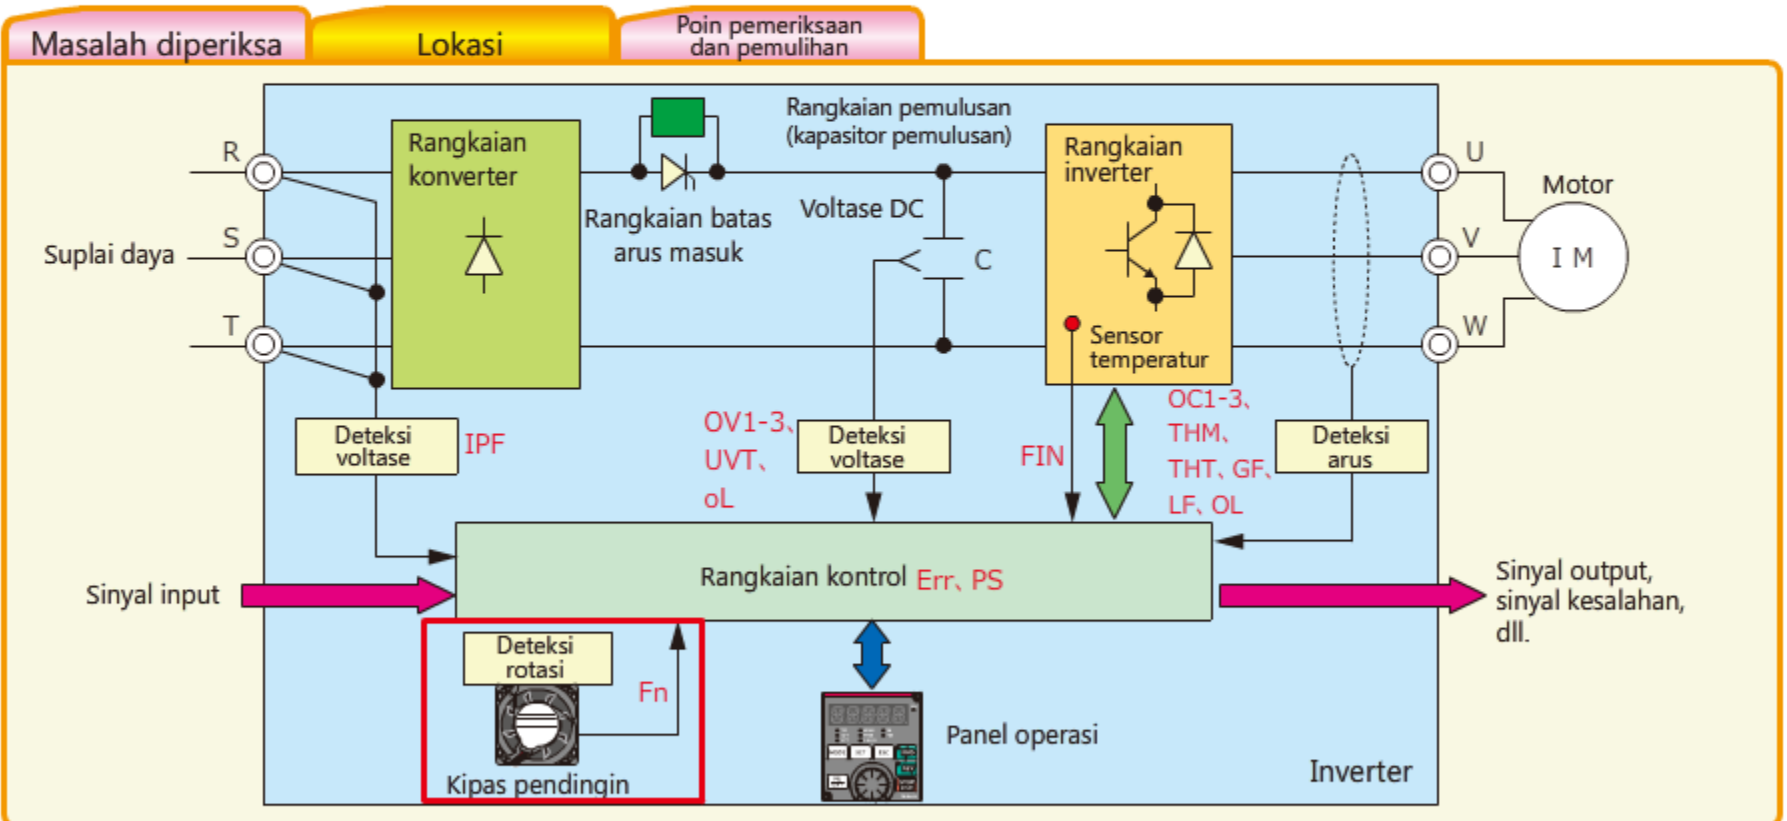 Masalah diperiksa
Lokasi
Poin pemeriksaan
dan pemulihan
Rangkaian pemulusan
(kapasitor pemulusan)
R
Rangkaian
konverter
Rangkaian
inverter
U
Motor
Rangkaian batas
arus masuk
Voltase DC
Suplai daya
S
C
V
I M
T
Sensor
temperatur
W
Deteksi
voltase
IPF
OV1-3、
UVT、
oL
Deteksi
voltase
FIN
OC1-3、
THM、
THT、GF、
LF、OL
Deteksi
arus
Sinyal input
Rangkaian kontrol Err、PS
Sinyal output,
sinyal kesalahan,
dll.
Deteksi
rotasi
Fn
Kipas pendingin
Panel operasi
Inverter